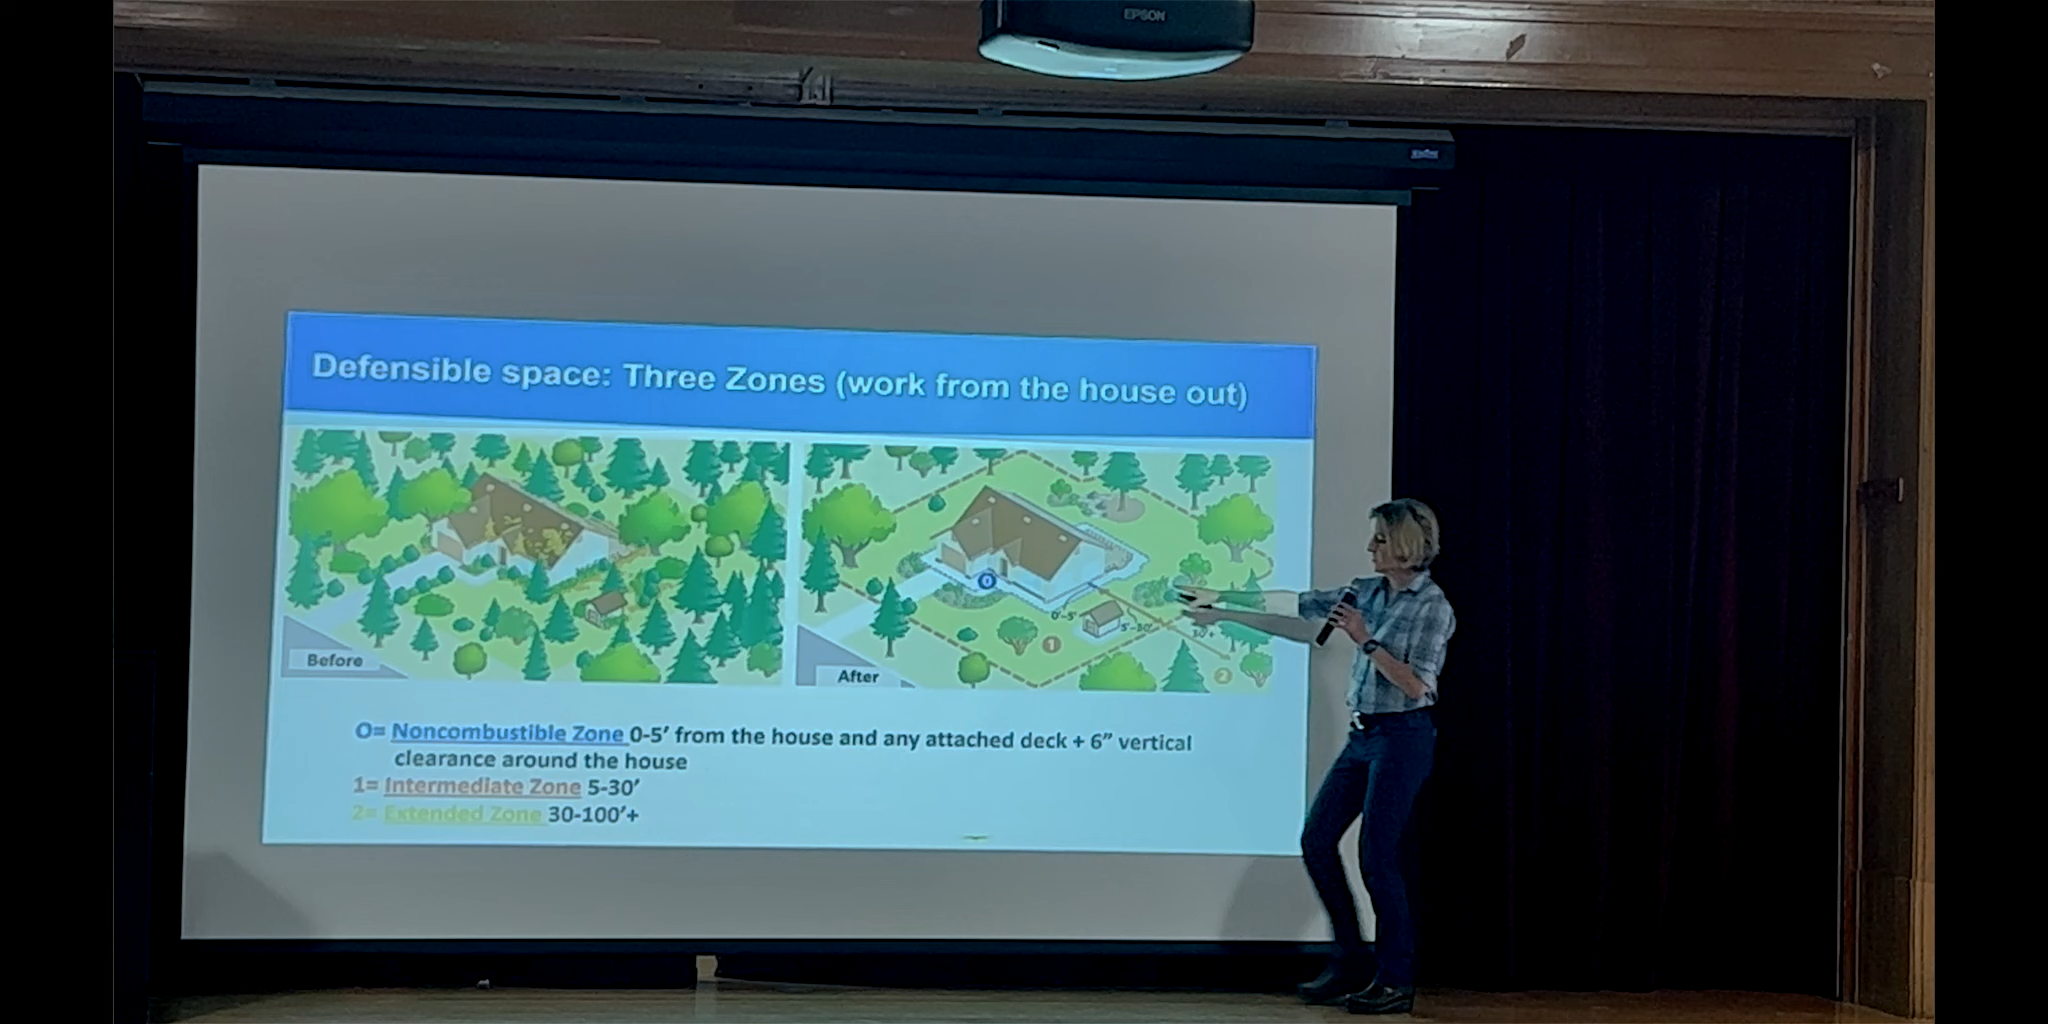 EPSON
Defensible space: Three Zones (work from the house out)
0
0'-5'
1
5'-30'
30'+
2
Before
After
0= Noncombustible Zone 0-5' from the house and any attached deck + 6" vertical
clearance around the house
1= Intermediate Zone 5-30'
2= Extended Zone 30-100'+